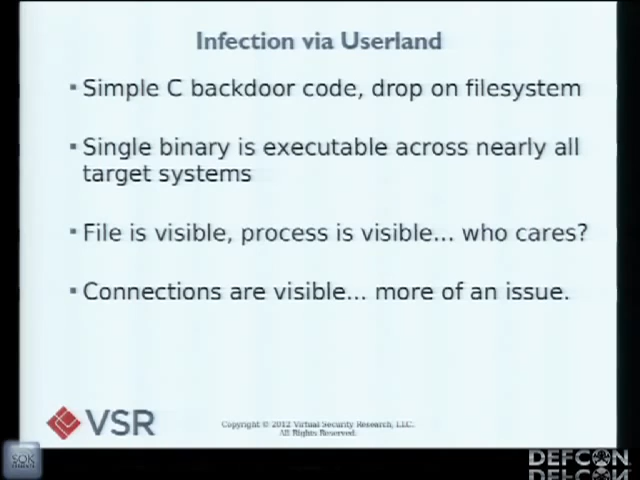 Infection via Userland
▪ Simple C backdoor code, drop on filesystem
▪ Single binary is executable across nearly all
target systems
▪ File is visible, process is visible... who cares?
▪ Connections are visible... more of an issue.
VSR
Copyright © 2012 Virtual Security Research, LLC.
All Rights Reserved.
SOK
DEFCON